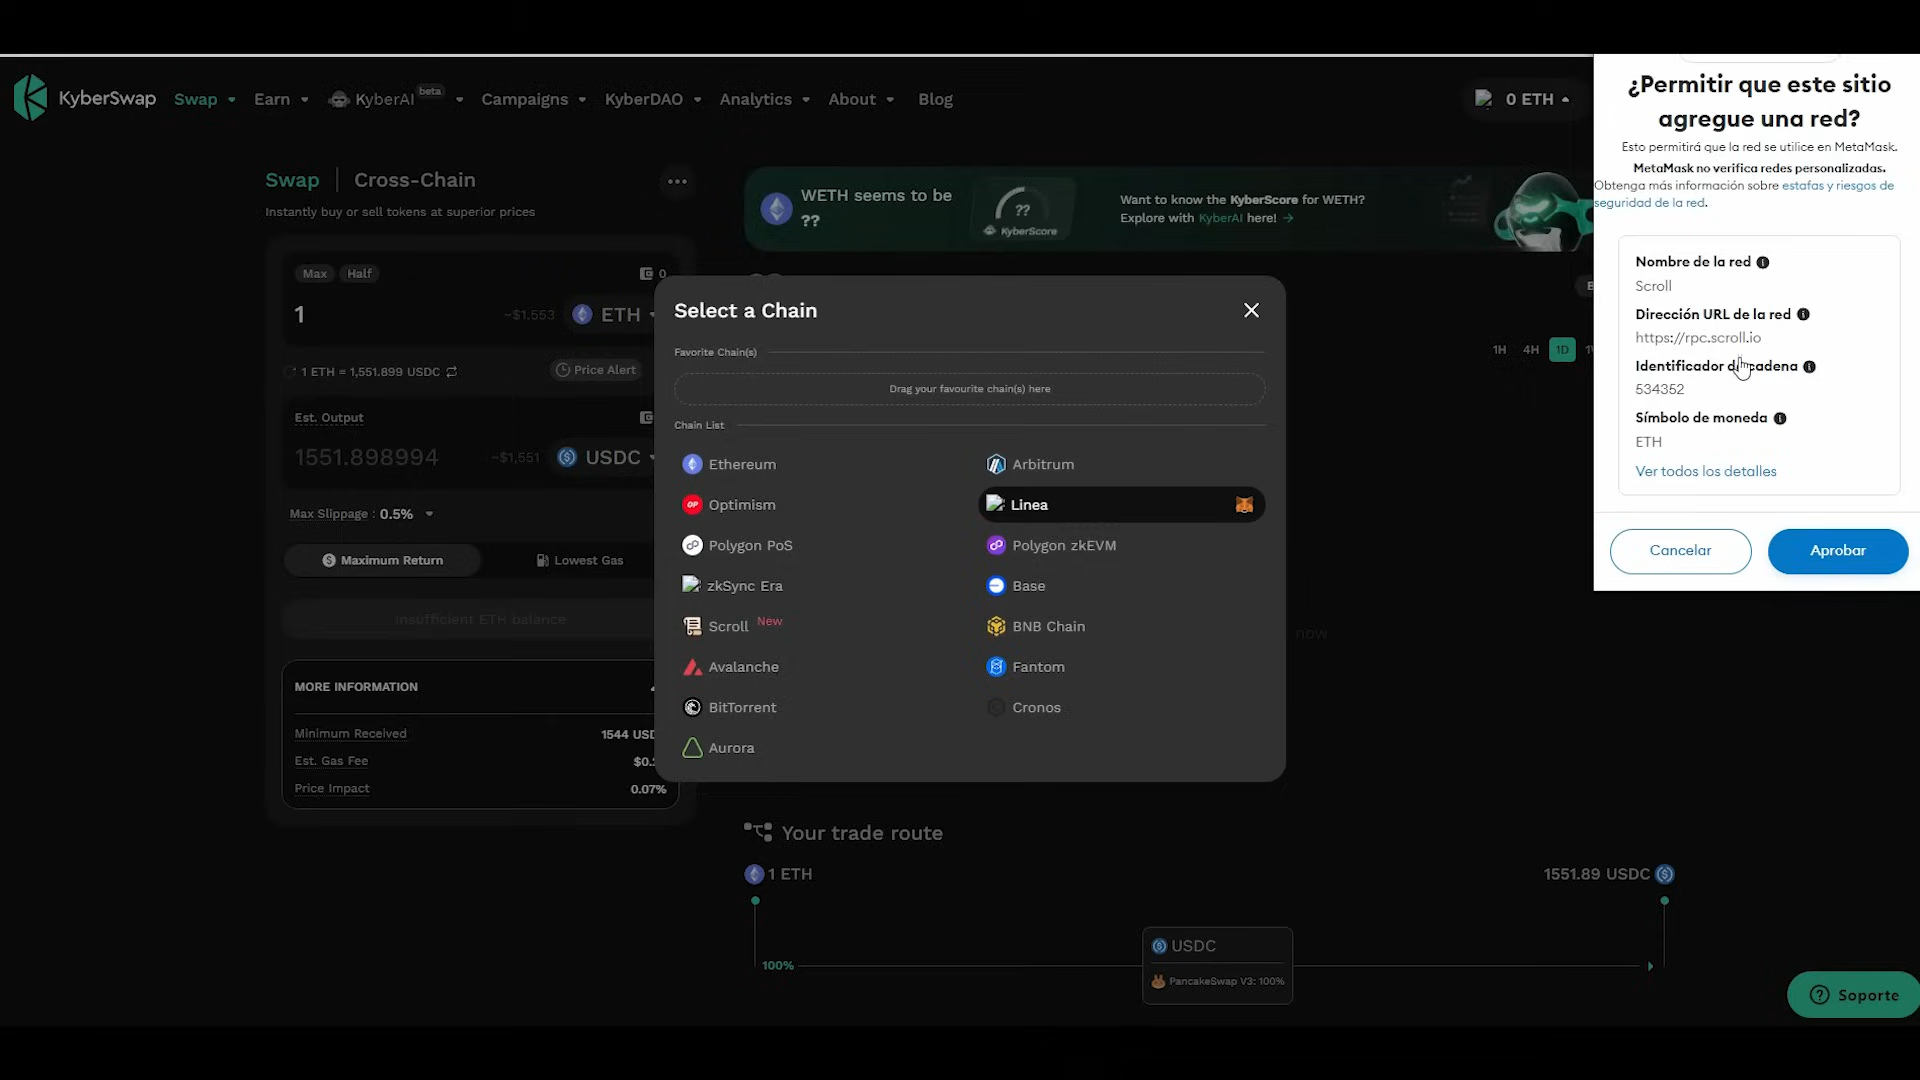 KyberSwap
Swap
Earn
KyberAI beta
Campaigns
KyberDAO
Analytics
About
Blog
0 ETH
Swap | Cross-Chain
Instantly buy or sell tokens at superior prices
Max Half 0
1 ~$1,553 ETH
1 ETH = 1,551.899 USDC
Price Alert
Est. Output
1551.898994 ~$1,551 USDC
Max Slippage : 0.5%
Maximum Return
Lowest Gas
Insufficient ETH balance
MORE INFORMATION
Minimum Received 1544 USD
Est. Gas Fee
Price Impact 0.07%
WETH seems to be
??
??
KyberScore
Want to know the KyberScore for WETH?
Explore with KyberAI here! →
1H 4H 1D
now
Select a Chain
Favorite Chain(s)
Drag your favourite chain(s) here
Chain List
Ethereum
Arbitrum
Optimism
Linea
Polygon PoS
Polygon zkEVM
zkSync Era
Base
Scroll New
BNB Chain
Avalanche
Fantom
BitTorrent
Cronos
Aurora
Your trade route
1 ETH
1551.89 USDC
100%
USDC
PancakeSwap V3: 100%
¿Permitir que este sitio
agregue una red?
Esto permitirá que la red se utilice en MetaMask.
MetaMask no verifica redes personalizadas.
Obtenga más información sobre estafas y riesgos de
seguridad de la red.
Nombre de la red
Scroll
Dirección URL de la red
https://rpc.scroll.io
Identificador de cadena
534352
Símbolo de moneda
ETH
Ver todos los detalles
Cancelar
Aprobar
Soporte